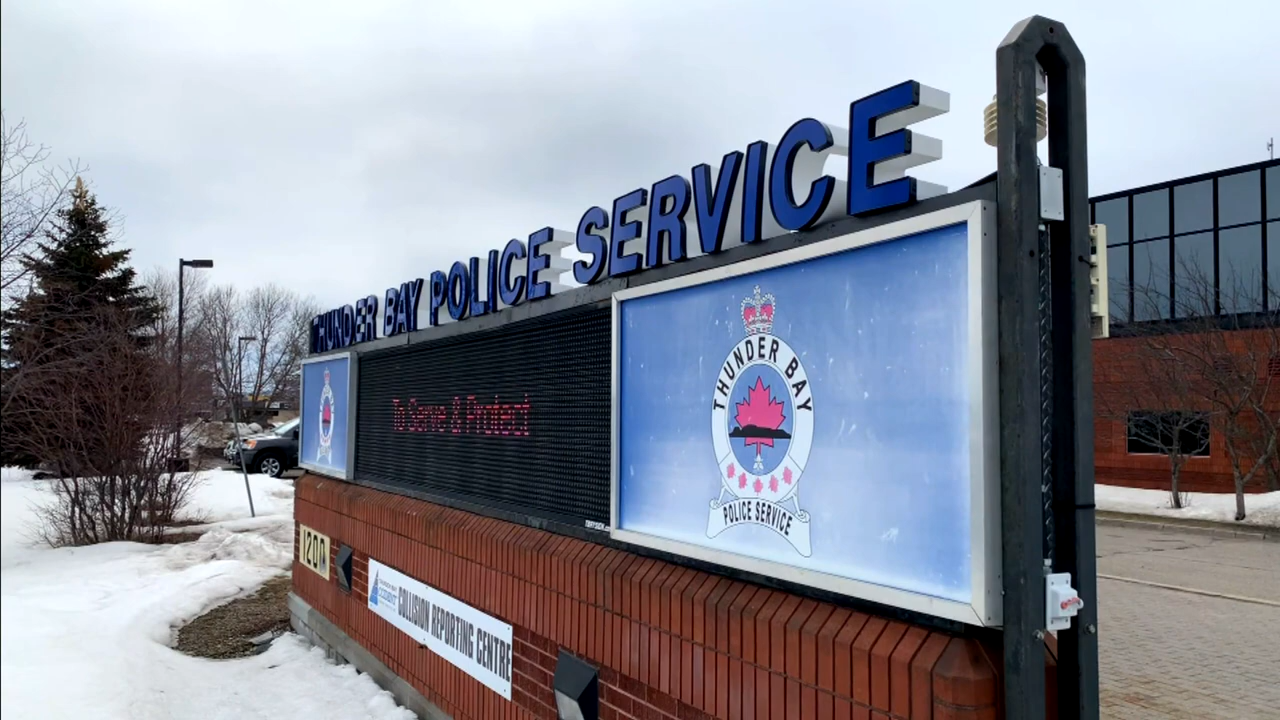 THUNDER BAY POLICE SERVICE
To Serve & Protect
THUNDER BAY
POLICE SERVICE
1200
COLLISION REPORTING CENTRE